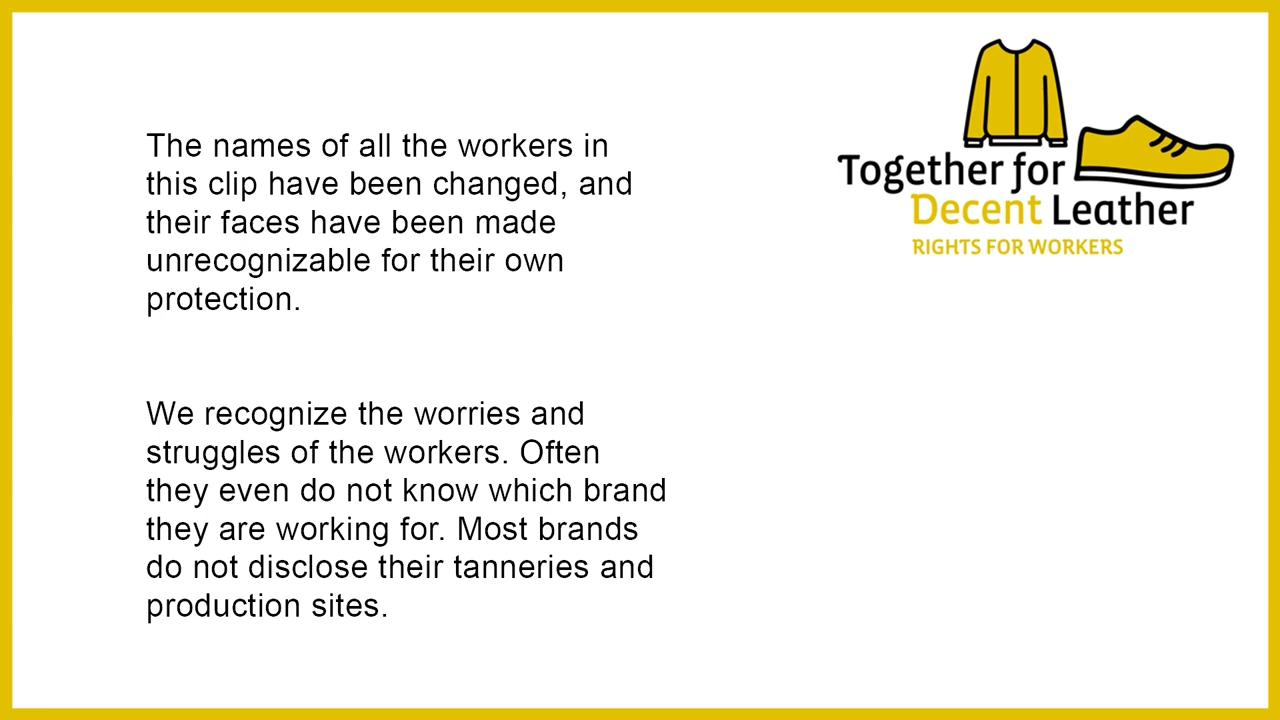 The names of all the workers in
this clip have been changed, and
their faces have been made
unrecognizable for their own
protection.
We recognize the worries and
struggles of the workers. Often
they even do not know which brand
they are working for. Most brands
do not disclose their tanneries and
production sites.
Together for
Decent Leather
RIGHTS FOR WORKERS